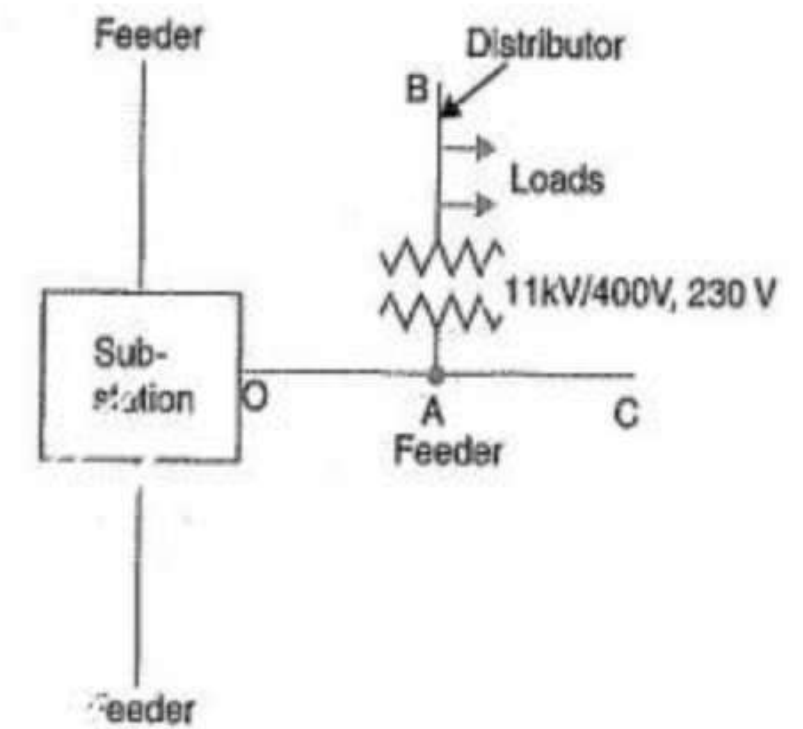 Feeder
Distributor
B
Loads
11kV/400V, 230 V
Sub-
station
O
A
C
Feeder
Feeder